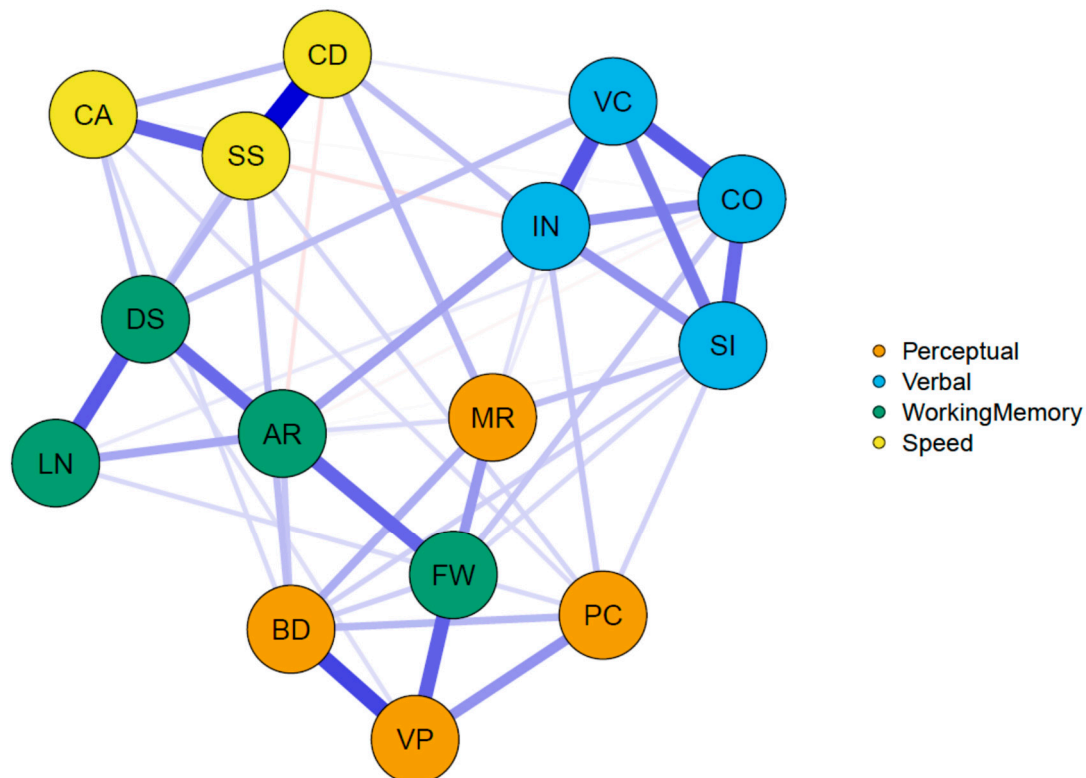 CD
CA
VC
SS
CO
IN
DS
SI
MR
AR
LN
FW
BD
PC
VP
Perceptual
Verbal
WorkingMemory
Speed